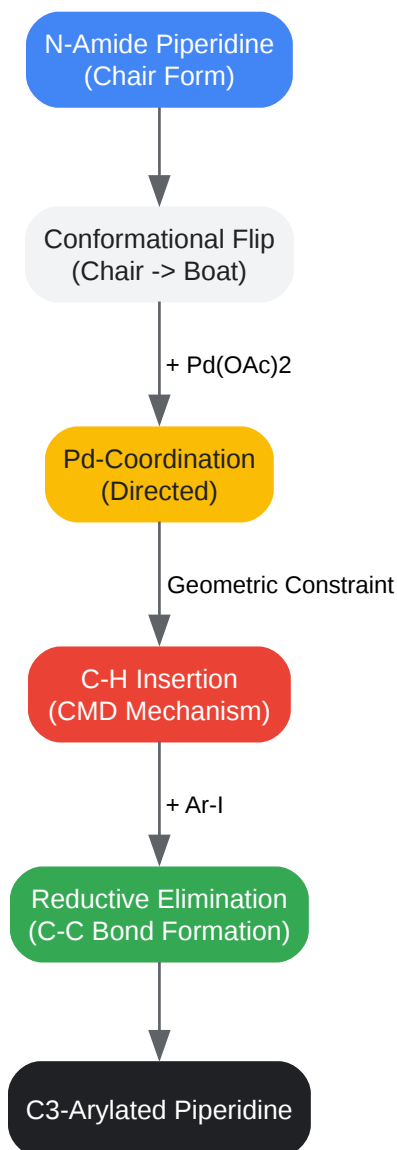 N-Amide Piperidine
(Chair Form)
Conformational Flip
(Chair -> Boat)
+ Pd(OAc)2
Pd-Coordination
(Directed)
Geometric Constraint
C-H Insertion
(CMD Mechanism)
+ Ar-I
Reductive Elimination
(C-C Bond Formation)
C3-Arylated Piperidine